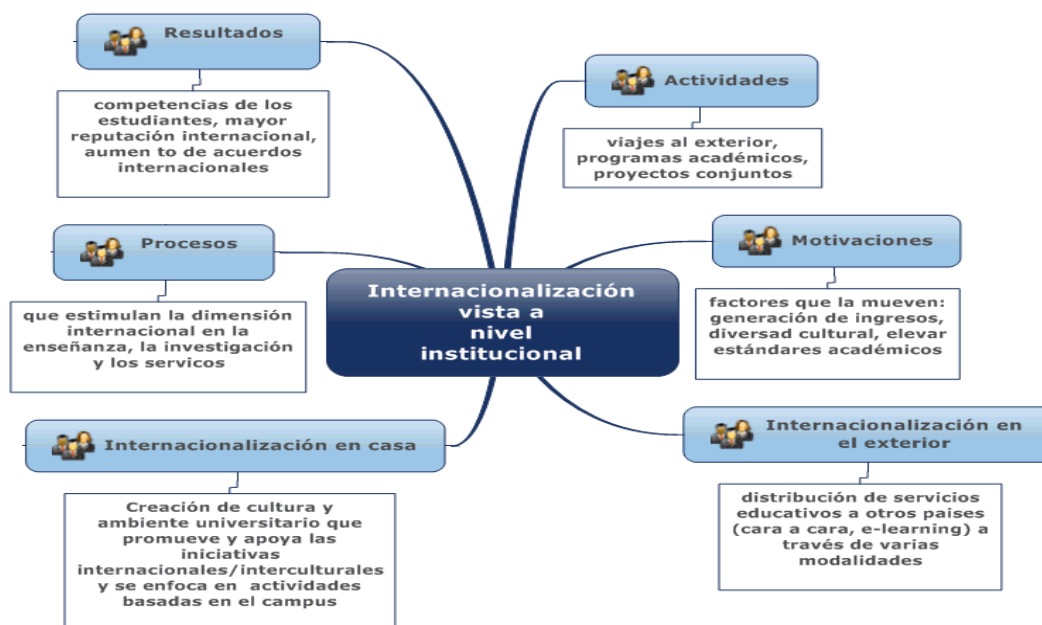 Resultados
competencias de los
estudiantes, mayor
reputación internacional,
aumen to de acuerdos
internacionales
Actividades
viajes al exterior,
programas académicos,
proyectos conjuntos
Procesos
que estimulan la dimensión
internacional en la
enseñanza, la investigación
y los servicos
Motivaciones
factores que la mueven:
generación de ingresos,
diversad cultural, elevar
estándares académicos
Internacionalización
vista a
nivel
institucional
Internacionalización en casa
Creación de cultura y
ambiente universitario que
promueve y apoya las
iniciativas
internacionales/interculturales
y se enfoca en actividades
basadas en el campus
Internacionalización en
el exterior
distribución de servicios
educativos a otros paises
(cara a cara, e-learning) a
través de varias
modalidades